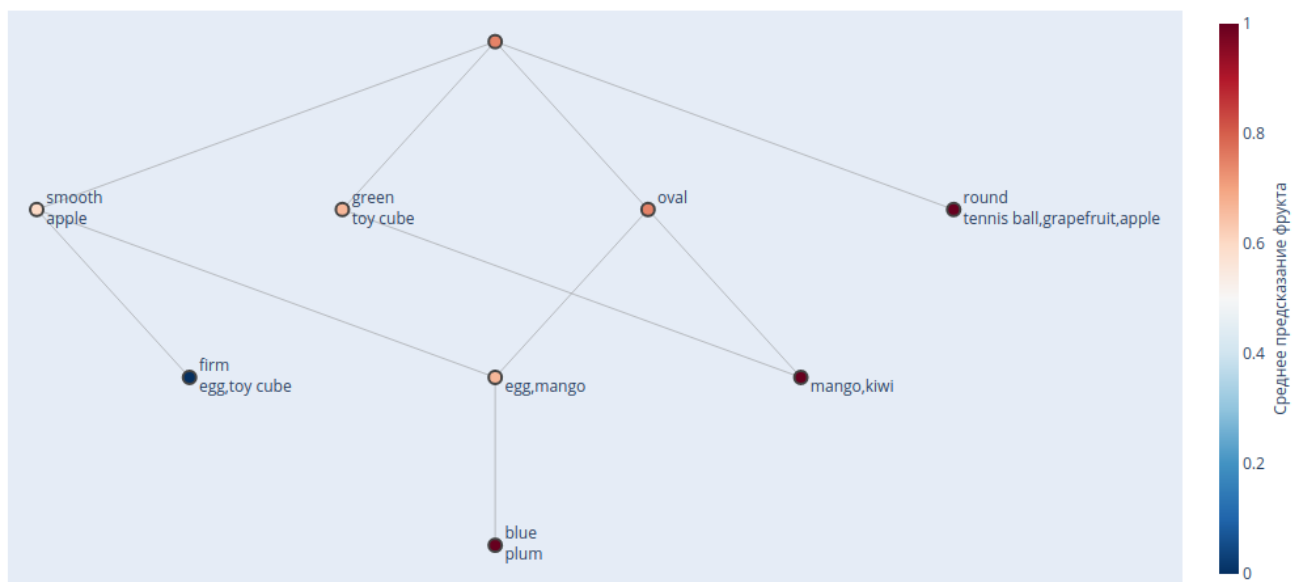 smooth
apple
green
toy cube
oval
round
tennis ball,grapefruit,apple
firm
egg,toy cube
egg,mango
mango,kiwi
blue
plum
1
0.8
0.6
0.4
0.2
0
Среднее предсказание фрукта